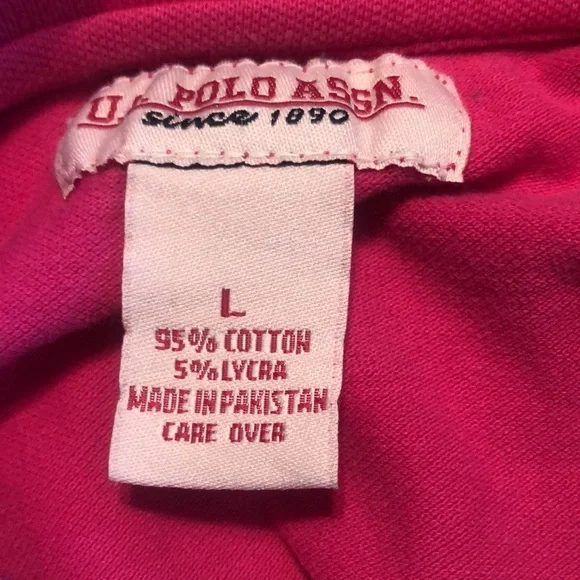 U.S. POLO ASSN.
since 1890
L
95% COTTON
5% LYCRA
MADE IN PAKISTAN
CARE OVER